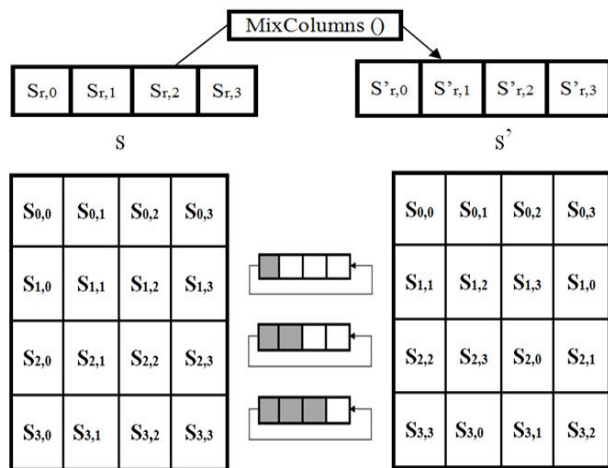 MixColumns ()
Sr,0 Sr,1 Sr,2 Sr,3
S'r,0 S'r,1 S'r,2 S'r,3
S S'
S0,0 S0,1 S0,2 S0,3
S1,0 S1,1 S1,2 S1,3
S2,0 S2,1 S2,2 S2,3
S3,0 S3,1 S3,2 S3,3
S0,0 S0,1 S0,2 S0,3
S1,1 S1,2 S1,3 S1,0
S2,2 S2,3 S2,0 S2,1
S3,3 S3,0 S3,1 S3,2